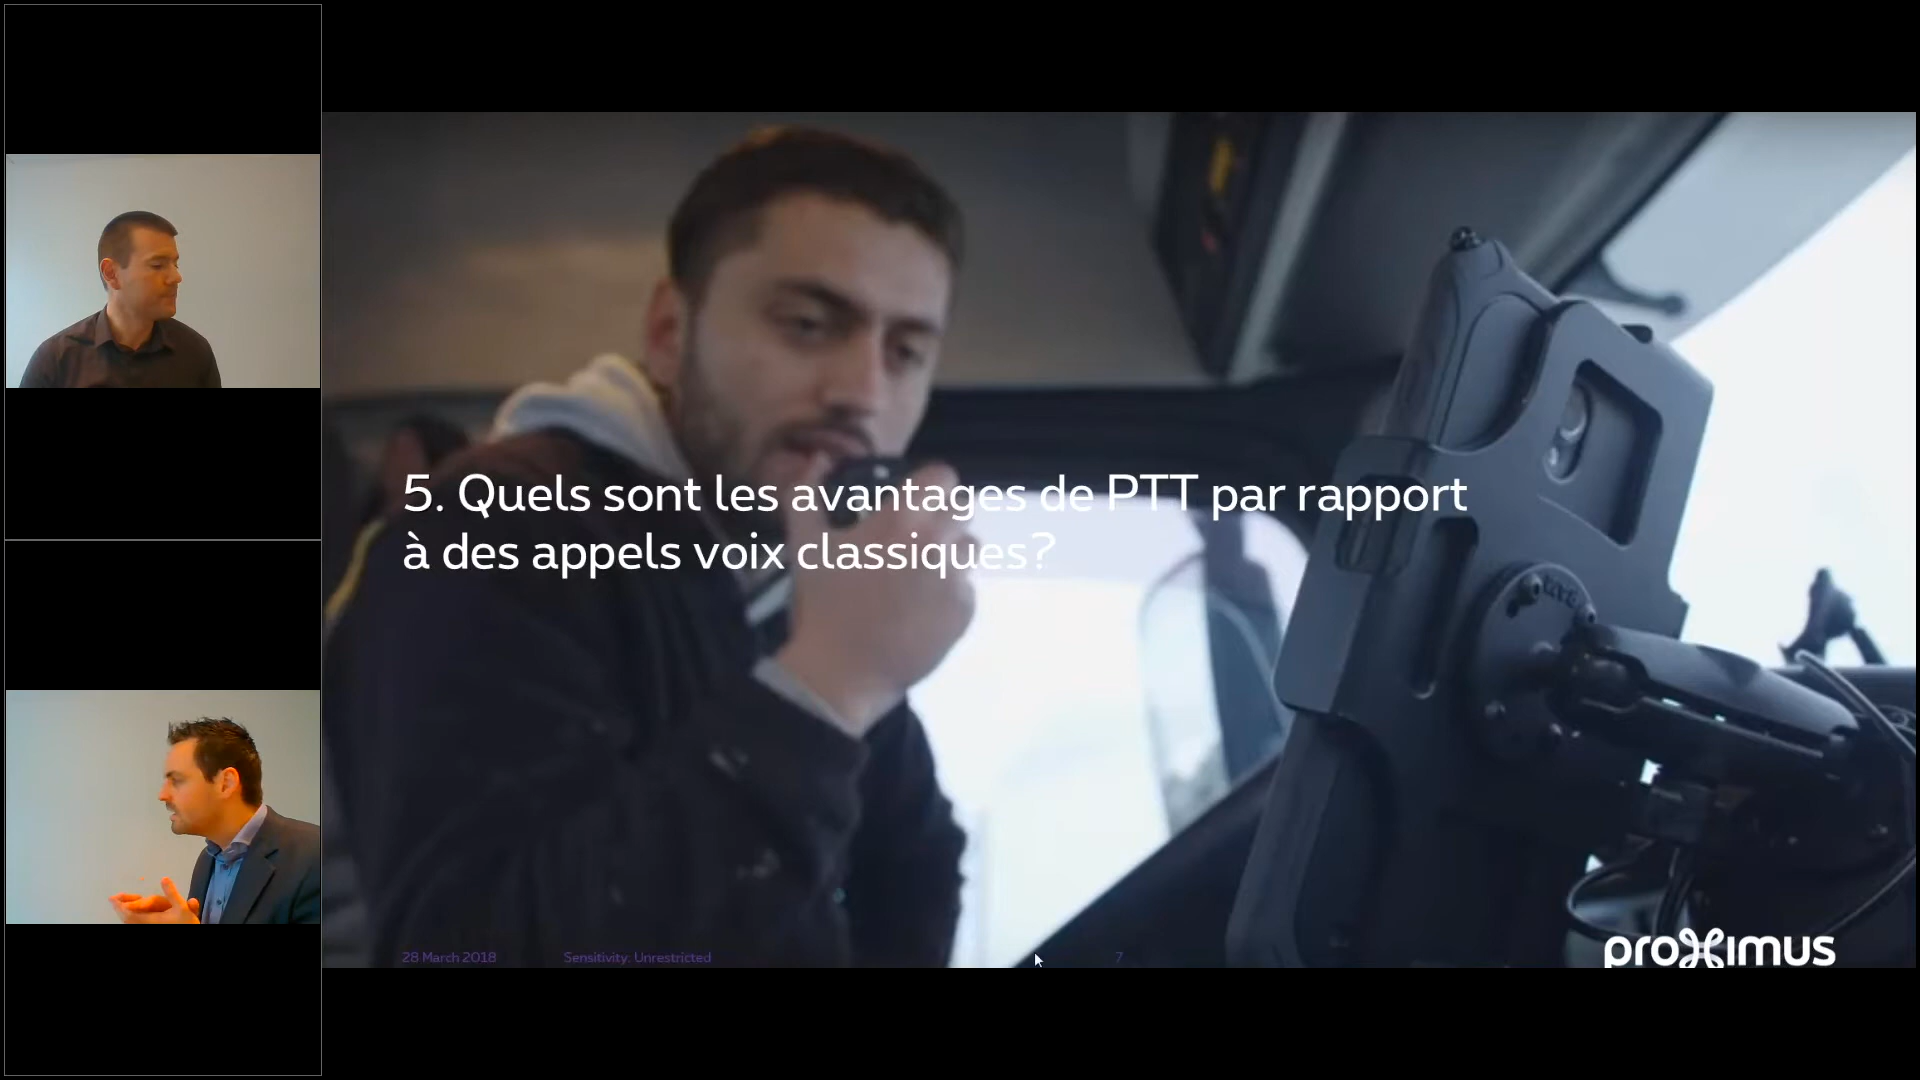 5. Quels sont les avantages de PTT par rapport
à des appels voix classiques?
28 March 2018 Sensitivity: Unrestricted 7
proximus